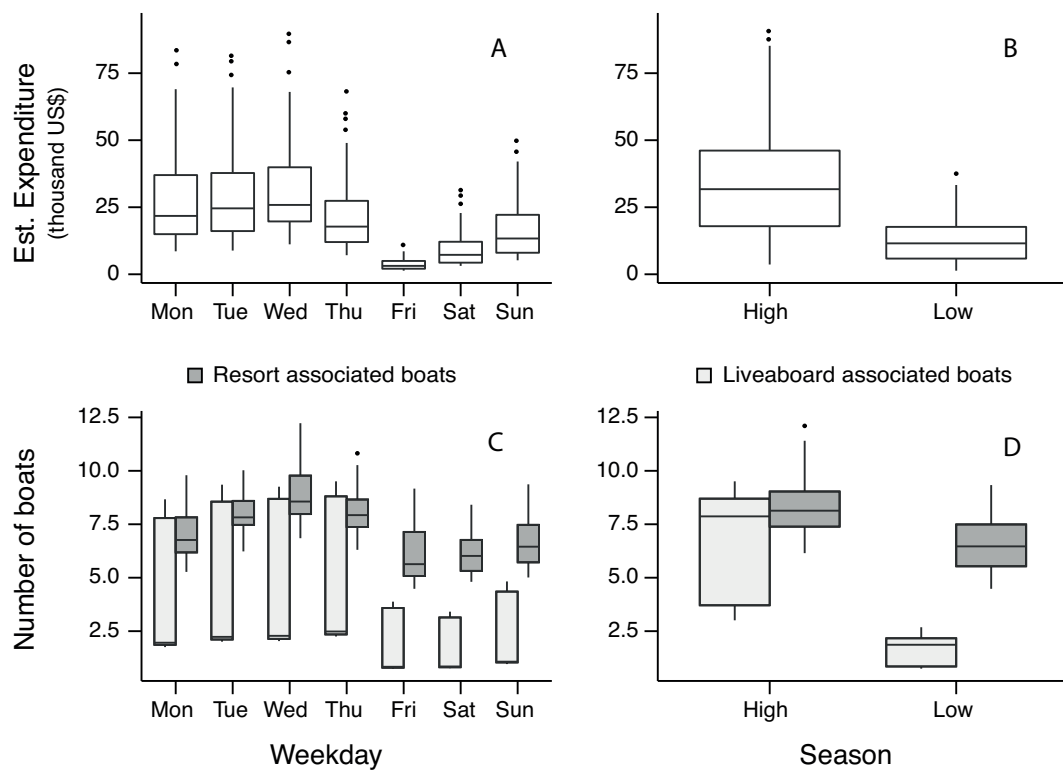 Est. Expenditure
(thousand US$)
75
50
25
0
A
Mon Tue Wed Thu Fri Sat Sun
75
50
25
0
B
High Low
Resort associated boats
Liveaboard associated boats
Number of boats
12.5
10.0
7.5
5.0
2.5
C
Mon Tue Wed Thu Fri Sat Sun
Weekday
12.5
10.0
7.5
5.0
2.5
D
High Low
Season